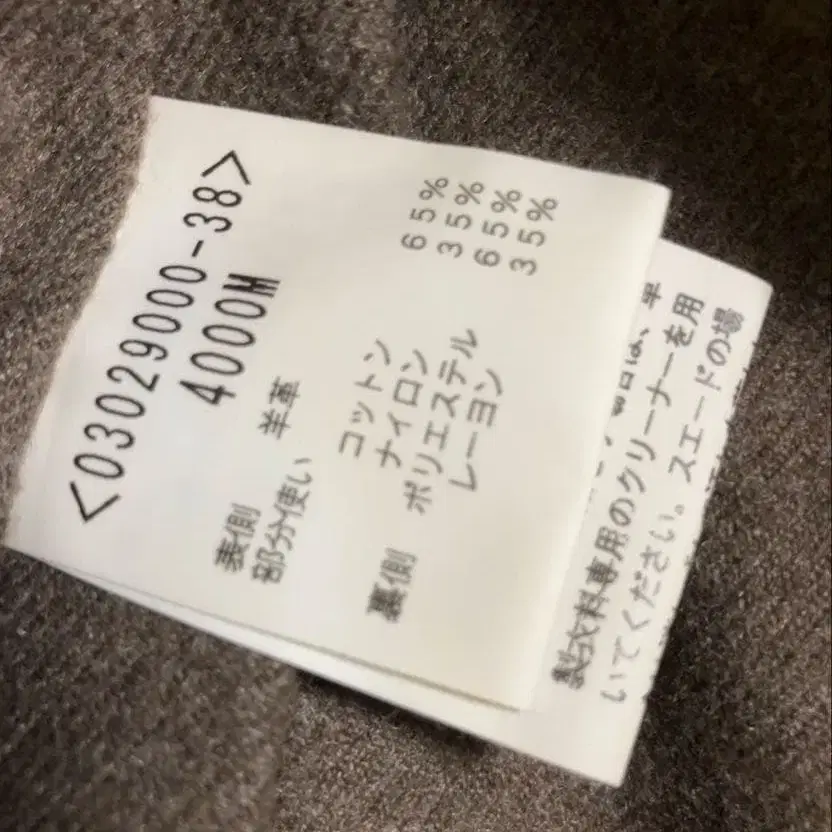 <03029000-38>
4000M
表側 羊革
部分使い
コットン 65%
ナイロン 35%
裏側 ポリエステル 65%
レーヨン 35%
製衣料専用のクリーナーを用
いてください。スエードの場